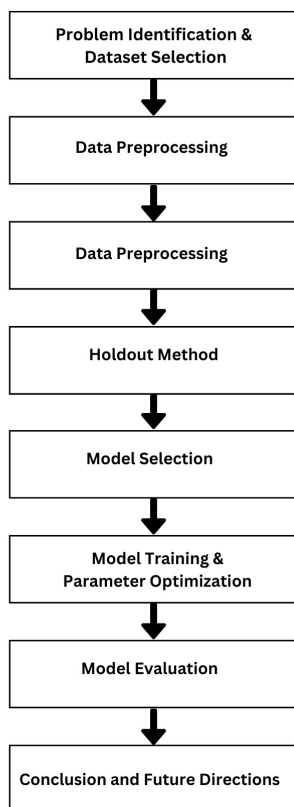 Problem Identification &
Dataset Selection
Data Preprocessing
Data Preprocessing
Holdout Method
Model Selection
Model Training &
Parameter Optimization
Model Evaluation
Conclusion and Future Directions